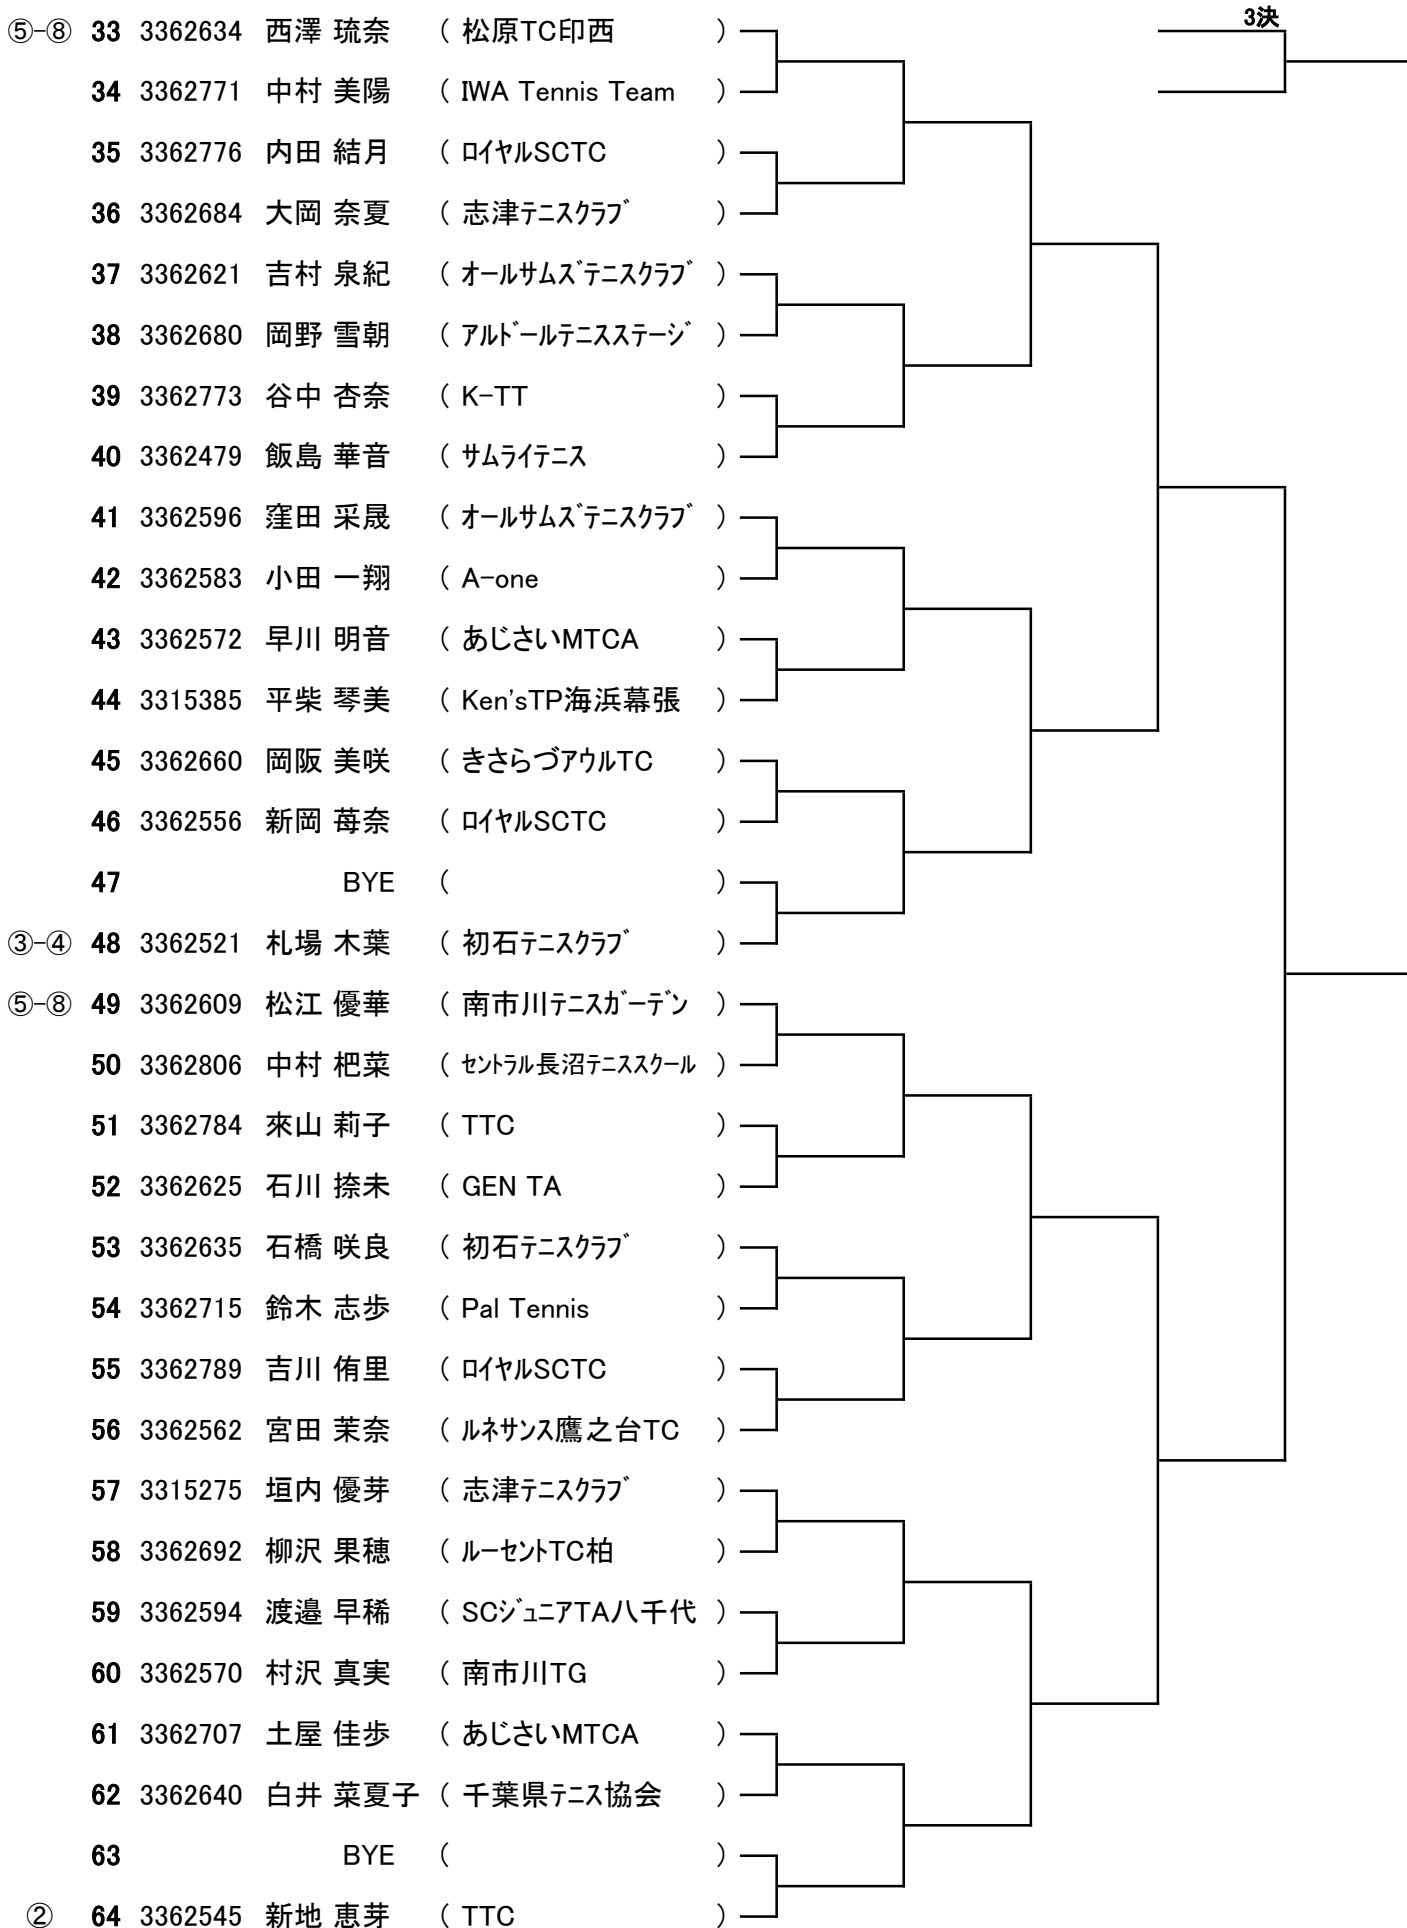 3決
⑤-⑧ 33 3362634 西澤 琉奈 ( 松原TC印西 )
34 3362771 中村 美陽 ( IWA Tennis Team )
35 3362776 内田 結月 ( ﾛｲﾔﾙSCTC )
36 3362684 大岡 奈夏 ( 志津ﾃﾆｽｸﾗﾌﾞ )
37 3362621 吉村 泉紀 ( ｵｰﾙｻﾑｽﾞﾃﾆｽｸﾗﾌﾞ )
38 3362680 岡野 雪朝 ( ｱﾙﾄﾞｰﾙﾃﾆｽｽﾃｰｼﾞ )
39 3362773 谷中 杏奈 ( K-TT )
40 3362479 飯島 華音 ( ｻﾑﾗｲﾃﾆｽ )
41 3362596 窪田 采晟 ( ｵｰﾙｻﾑｽﾞﾃﾆｽｸﾗﾌﾞ )
42 3362583 小田 一翔 ( A-one )
43 3362572 早川 明音 ( あじさいMTCA )
44 3315385 平柴 琴美 ( Ken'sTP海浜幕張 )
45 3362660 岡阪 美咲 ( きさらづｱｳﾙTC )
46 3362556 新岡 苺奈 ( ﾛｲﾔﾙSCTC )
47 BYE ( )
③-④ 48 3362521 札場 木葉 ( 初石ﾃﾆｽｸﾗﾌﾞ )
⑤-⑧ 49 3362609 松江 優華 ( 南市川ﾃﾆｽｶﾞｰﾃﾞﾝ )
50 3362806 中村 杷菜 ( ｾﾝﾄﾗﾙ長沼ﾃﾆｽｽｸｰﾙ )
51 3362784 來山 莉子 ( TTC )
52 3362625 石川 捺未 ( GEN TA )
53 3362635 石橋 咲良 ( 初石ﾃﾆｽｸﾗﾌﾞ )
54 3362715 鈴木 志歩 ( Pal Tennis )
55 3362789 吉川 侑里 ( ﾛｲﾔﾙSCTC )
56 3362562 宮田 茉奈 ( ﾙﾈｻﾝｽ鷹之台TC )
57 3315275 垣内 優芽 ( 志津ﾃﾆｽｸﾗﾌﾞ )
58 3362692 柳沢 果穂 ( ﾙｰｾﾝﾄTC柏 )
59 3362594 渡邉 早稀 ( SCｼﾞｭﾆｱTA八千代 )
60 3362570 村沢 真実 ( 南市川TG )
61 3362707 土屋 佳歩 ( あじさいMTCA )
62 3362640 白井 菜夏子 ( 千葉県ﾃﾆｽ協会 )
63 BYE ( )
② 64 3362545 新地 恵芽 ( TTC )